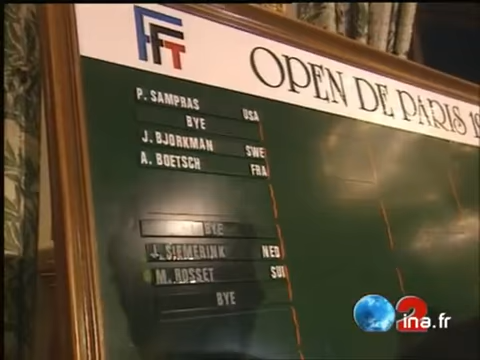 FFT
OPEN DE PARIS 19
P. SAMPRAS USA
BYE
J. BJORKMAN SWE
A. BOETSCH FRA
BYE
J. SIEMERINK NED
M. ROSSET SUI
BYE
2
ina.fr